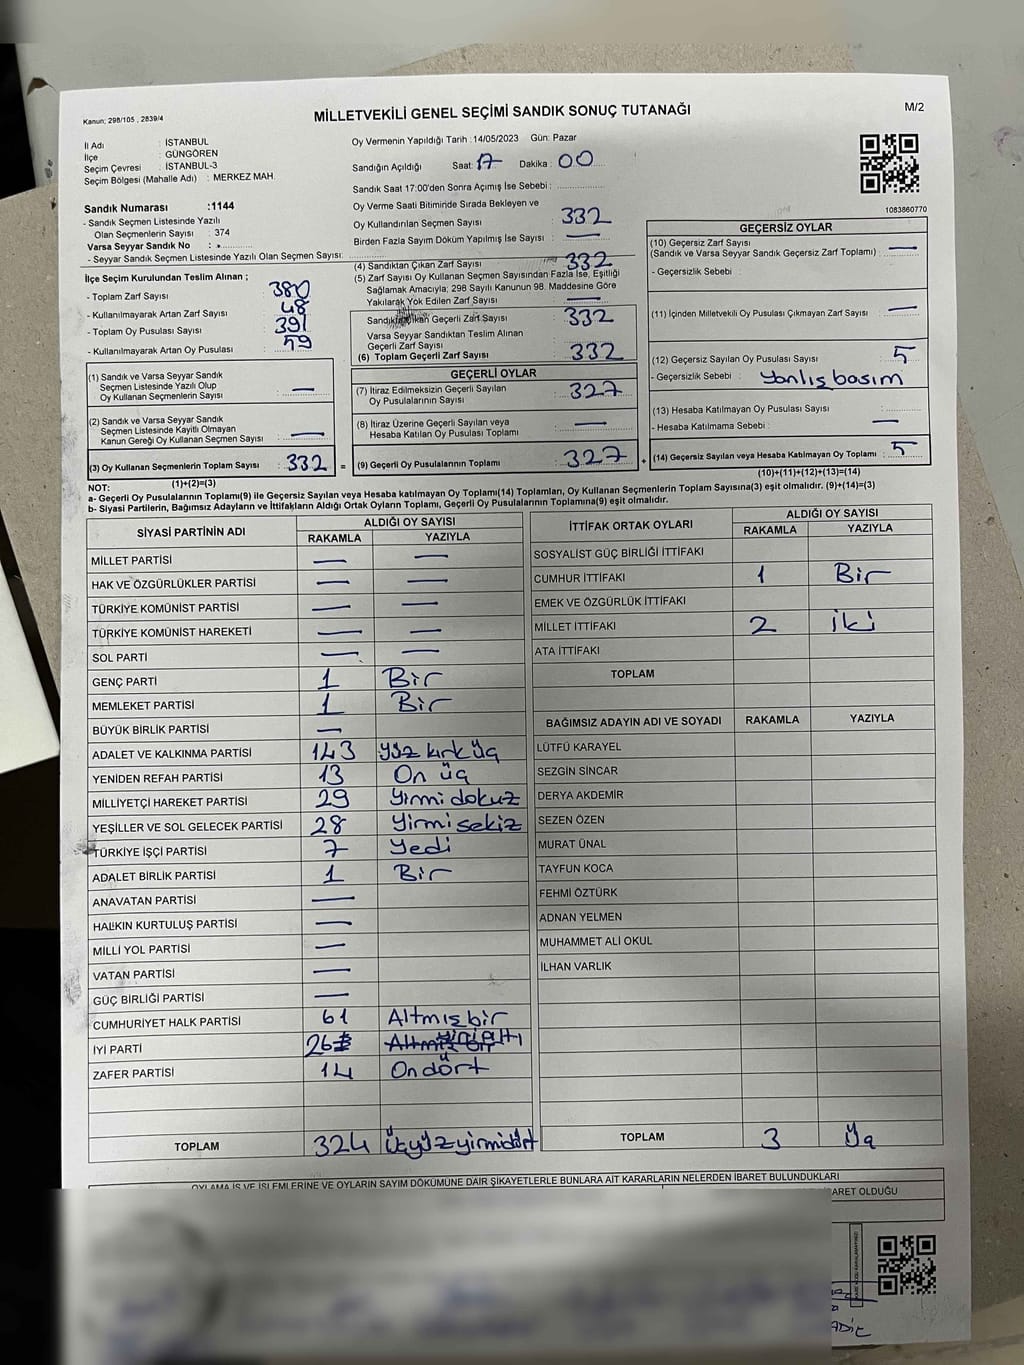 Kanun; 298/105 , 2839/4
MİLLETVEKİLİ GENEL SEÇİMİ SANDIK SONUÇ TUTANAĞI
M/2
İl Adı : İSTANBUL
İlçe : GÜNGÖREN
Seçim Çevresi : İSTANBUL-3
Seçim Bölgesi (Mahalle Adı) : MERKEZ MAH.
Sandık Numarası :1144
- Sandık Seçmen Listesinde Yazılı
Olan Seçmenlerin Sayısı : 374
Varsa Seyyar Sandık No :
- Seyyar Sandık Seçmen Listesinde Yazılı Olan Seçmen Sayısı:
İlçe Seçim Kurulundan Teslim Alınan ;
- Toplam Zarf Sayısı : 380
- Kullanılmayarak Artan Zarf Sayısı : 48
- Toplam Oy Pusulası Sayısı : 391
- Kullanılmayarak Artan Oy Pusulası : 59
(1) Sandık ve Varsa Seyyar Sandık
Seçmen Listesinde Yazılı Olup
Oy Kullanan Seçmen Sayısı : —
(2) Sandık ve Varsa Seyyar Sandık
Seçmen Listesinde Kayıtlı Olmayan
Kanun Gereği Oy Kullanan Seçmen Sayısı : —
(3) Oy Kullanan Seçmenlerin Toplam Sayısı : 332 =
(1)+(2)=(3)
Oy Vermenin Yapıldığı Tarih : 14/05/2023 Gün: Pazar
Sandığın Açıldığı Saat: 17 Dakika : 00
Sandık Saat 17:00'den Sonra Açımış İse Sebebi :
Oy Verme Saati Bitiminde Sırada Bekleyen ve
Oy Kullandırılan Seçmen Sayısı : 332
Birden Fazla Sayım Döküm Yapılmış İse Sayısı : —
(4) Sandıktan Çıkan Zarf Sayısı : 332
(5) Zarf Sayısı Oy Kullanan Seçmen Sayısından Fazla İse, Eşitliği
Sağlamak Amacıyla; 298 Sayılı Kanunun 98. Maddesine Göre
Yakılarak Yok Edilen Zarf Sayısı : —
Sandıktan Çıkan Geçerli Zarf Sayısı : 332
Varsa Seyyar Sandıktan Teslim Alınan
Geçerli Zarf Sayısı
(6) Toplam Geçerli Zarf Sayısı : 332
GEÇERLİ OYLAR
(7) İtiraz Edilmeksizin Geçerli Sayılan
Oy Pusulalarının Sayısı : 327
(8) İtiraz Üzerine Geçerli Sayılan veya
Hesaba Katılan Oy Pusulası Toplamı : —
(9) Geçerli Oy Pusulalarının Toplamı : 327 +
1083860770
GEÇERSİZ OYLAR
(10) Geçersiz Zarf Sayısı
(Sandık ve Varsa Seyyar Sandık Geçersiz Zarf Toplamı) : —
- Geçersizlik Sebebi :
(11) İçinden Milletvekili Oy Pusulası Çıkmayan Zarf Sayısı : —
(12) Geçersiz Sayılan Oy Pusulası Sayısı : 5
- Geçersizlik Sebebi : Yanlış basım
(13) Hesaba Katılmayan Oy Pusulası Sayısı :
- Hesaba Katılmama Sebebi : —
(14) Geçersiz Sayılan veya Hesaba Katılmayan Oy Toplamı : 5
(10)+(11)+(12)+(13)=(14)
NOT:
a- Geçerli Oy Pusulalarının Toplamı(9) ile Geçersiz Sayılan veya Hesaba katılmayan Oy Toplamı(14) Toplamları, Oy Kullanan Seçmenlerin Toplam Sayısına(3) eşit olmalıdır. (9)+(14)=(3)
b- Siyasi Partilerin, Bağımsız Adayların ve İttifakların Aldığı Ortak Oyların Toplamı, Geçerli Oy Pusulalarının Toplamına(9) eşit olmalıdır.
SİYASİ PARTİNİN ADI ALDIĞI OY SAYISI
RAKAMLA YAZIYLA
MİLLET PARTİSİ — —
HAK VE ÖZGÜRLÜKLER PARTİSİ — —
TÜRKİYE KOMÜNİST PARTİSİ — —
TÜRKİYE KOMÜNİST HAREKETİ — —
SOL PARTİ — —
GENÇ PARTİ 1 Bir
MEMLEKET PARTİSİ 1 Bir
BÜYÜK BİRLİK PARTİSİ —
ADALET VE KALKINMA PARTİSİ 143 Yüz kırk üç
YENİDEN REFAH PARTİSİ 13 On üç
MİLLİYETÇİ HAREKET PARTİSİ 29 Yirmi dokuz
YEŞİLLER VE SOL GELECEK PARTİSİ 28 Yirmi sekiz
TÜRKİYE İŞÇİ PARTİSİ 7 Yedi
ADALET BİRLİK PARTİSİ 1 Bir
ANAVATAN PARTİSİ —
HALKIN KURTULUŞ PARTİSİ —
MİLLİ YOL PARTİSİ —
VATAN PARTİSİ —
GÜÇ BİRLİĞİ PARTİSİ —
CUMHURİYET HALK PARTİSİ 61 Altmış bir
İYİ PARTİ 26
ZAFER PARTİSİ 14 On dört
TOPLAM 324 Üçyüz yirmidört
İTTİFAK ORTAK OYLARI ALDIĞI OY SAYISI
RAKAMLA YAZIYLA
SOSYALİST GÜÇ BİRLİĞİ İTTİFAKI
CUMHUR İTTİFAKI 1 Bir
EMEK VE ÖZGÜRLÜK İTTİFAKI
MİLLET İTTİFAKI 2 İki
ATA İTTİFAKI
TOPLAM
BAĞIMSIZ ADAYIN ADI VE SOYADI RAKAMLA YAZIYLA
LÜTFÜ KARAYEL
SEZGİN SİNCAR
DERYA AKDEMİR
SEZEN ÖZEN
MURAT ÜNAL
TAYFUN KOCA
FEHMİ ÖZTÜRK
ADNAN YELMEN
MUHAMMET ALİ OKUL
İLHAN VARLIK
TOPLAM 3 Üç
OYLAMA İŞ VE İŞLEMLERİNE VE OYLARIN SAYIM DÖKÜMÜNE DAİR ŞİKAYETLERLE BUNLARA AİT KARARLARIN NELERDEN İBARET BULUNDUKLARI
BARET OLDUĞU